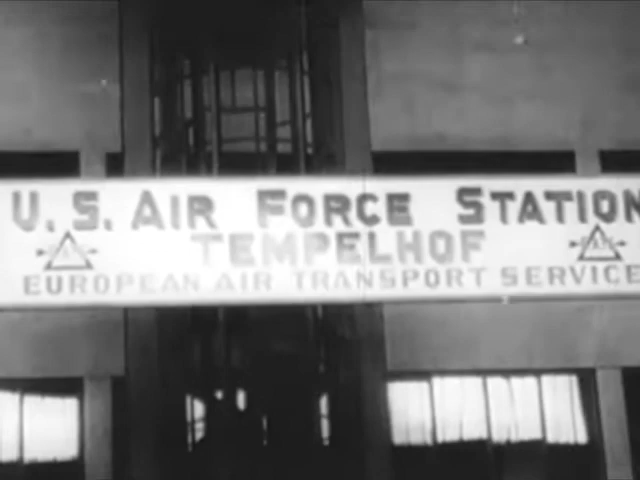 U.S. AIR FORCE STATION
TEMPELHOF
EUROPEAN AIR TRANSPORT SERVICE